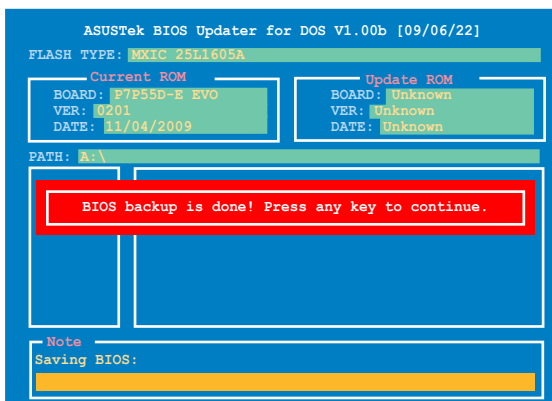 ASUSTek BIOS Updater for DOS V1.00b [09/06/22]
FLASH TYPE: MXIC 25L1605A
Current ROM
BOARD: P7P55D-E EVO
VER: 0201
DATE: 11/04/2009
Update ROM
BOARD: Unknown
VER: Unknown
DATE: Unknown
PATH: A:\
BIOS backup is done! Press any key to continue.
Note
Saving BIOS: